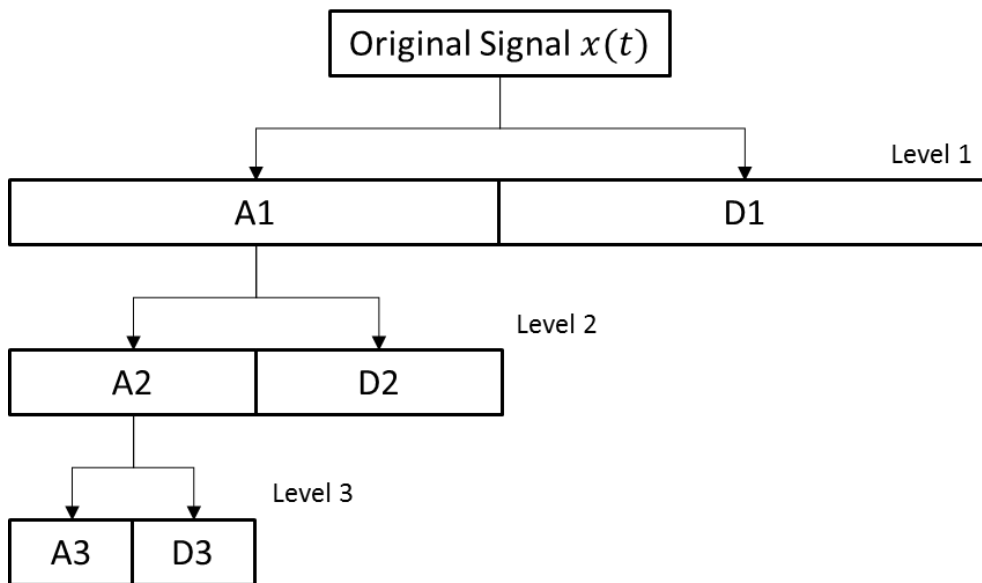 Original Signal x(t)
Level 1
A1 D1
Level 2
A2 D2
Level 3
A3 D3